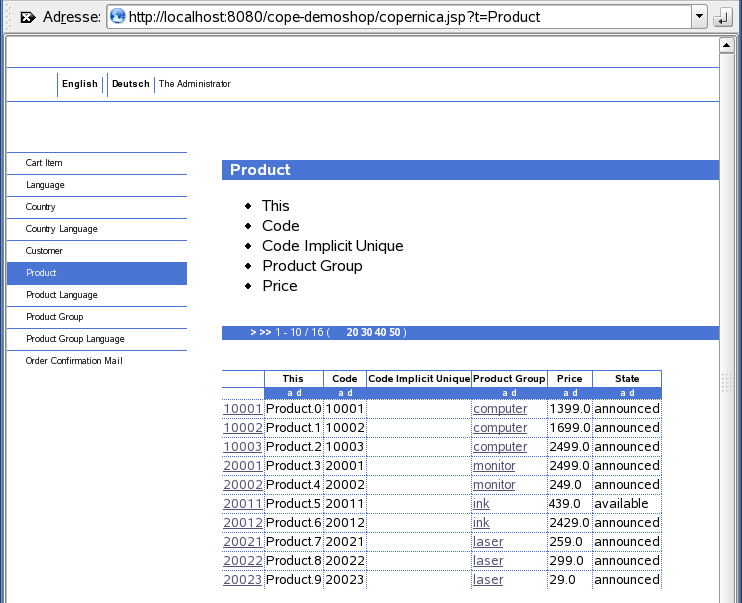 Adresse: http://localhost:8080/cope-demoshop/copernica.jsp?t=Product
English Deutsch The Administrator
Cart Item
Language
Country
Country Language
Customer
Product
Product Language
Product Group
Product Group Language
Order Confirmation Mail
Product
This
Code
Code Implicit Unique
Product Group
Price
> >> 1 - 10 / 16 ( 20 30 40 50 )
This Code Code Implicit Unique Product Group Price State
a d a d a d a d a d
10001 Product.0 10001 computer 1399.0 announced
10002 Product.1 10002 computer 1699.0 announced
10003 Product.2 10003 computer 2499.0 announced
20001 Product.3 20001 monitor 2499.0 announced
20002 Product.4 20002 monitor 249.0 announced
20011 Product.5 20011 ink 439.0 available
20012 Product.6 20012 ink 2429.0 announced
20021 Product.7 20021 laser 259.0 announced
20022 Product.8 20022 laser 299.0 announced
20023 Product.9 20023 laser 29.0 announced